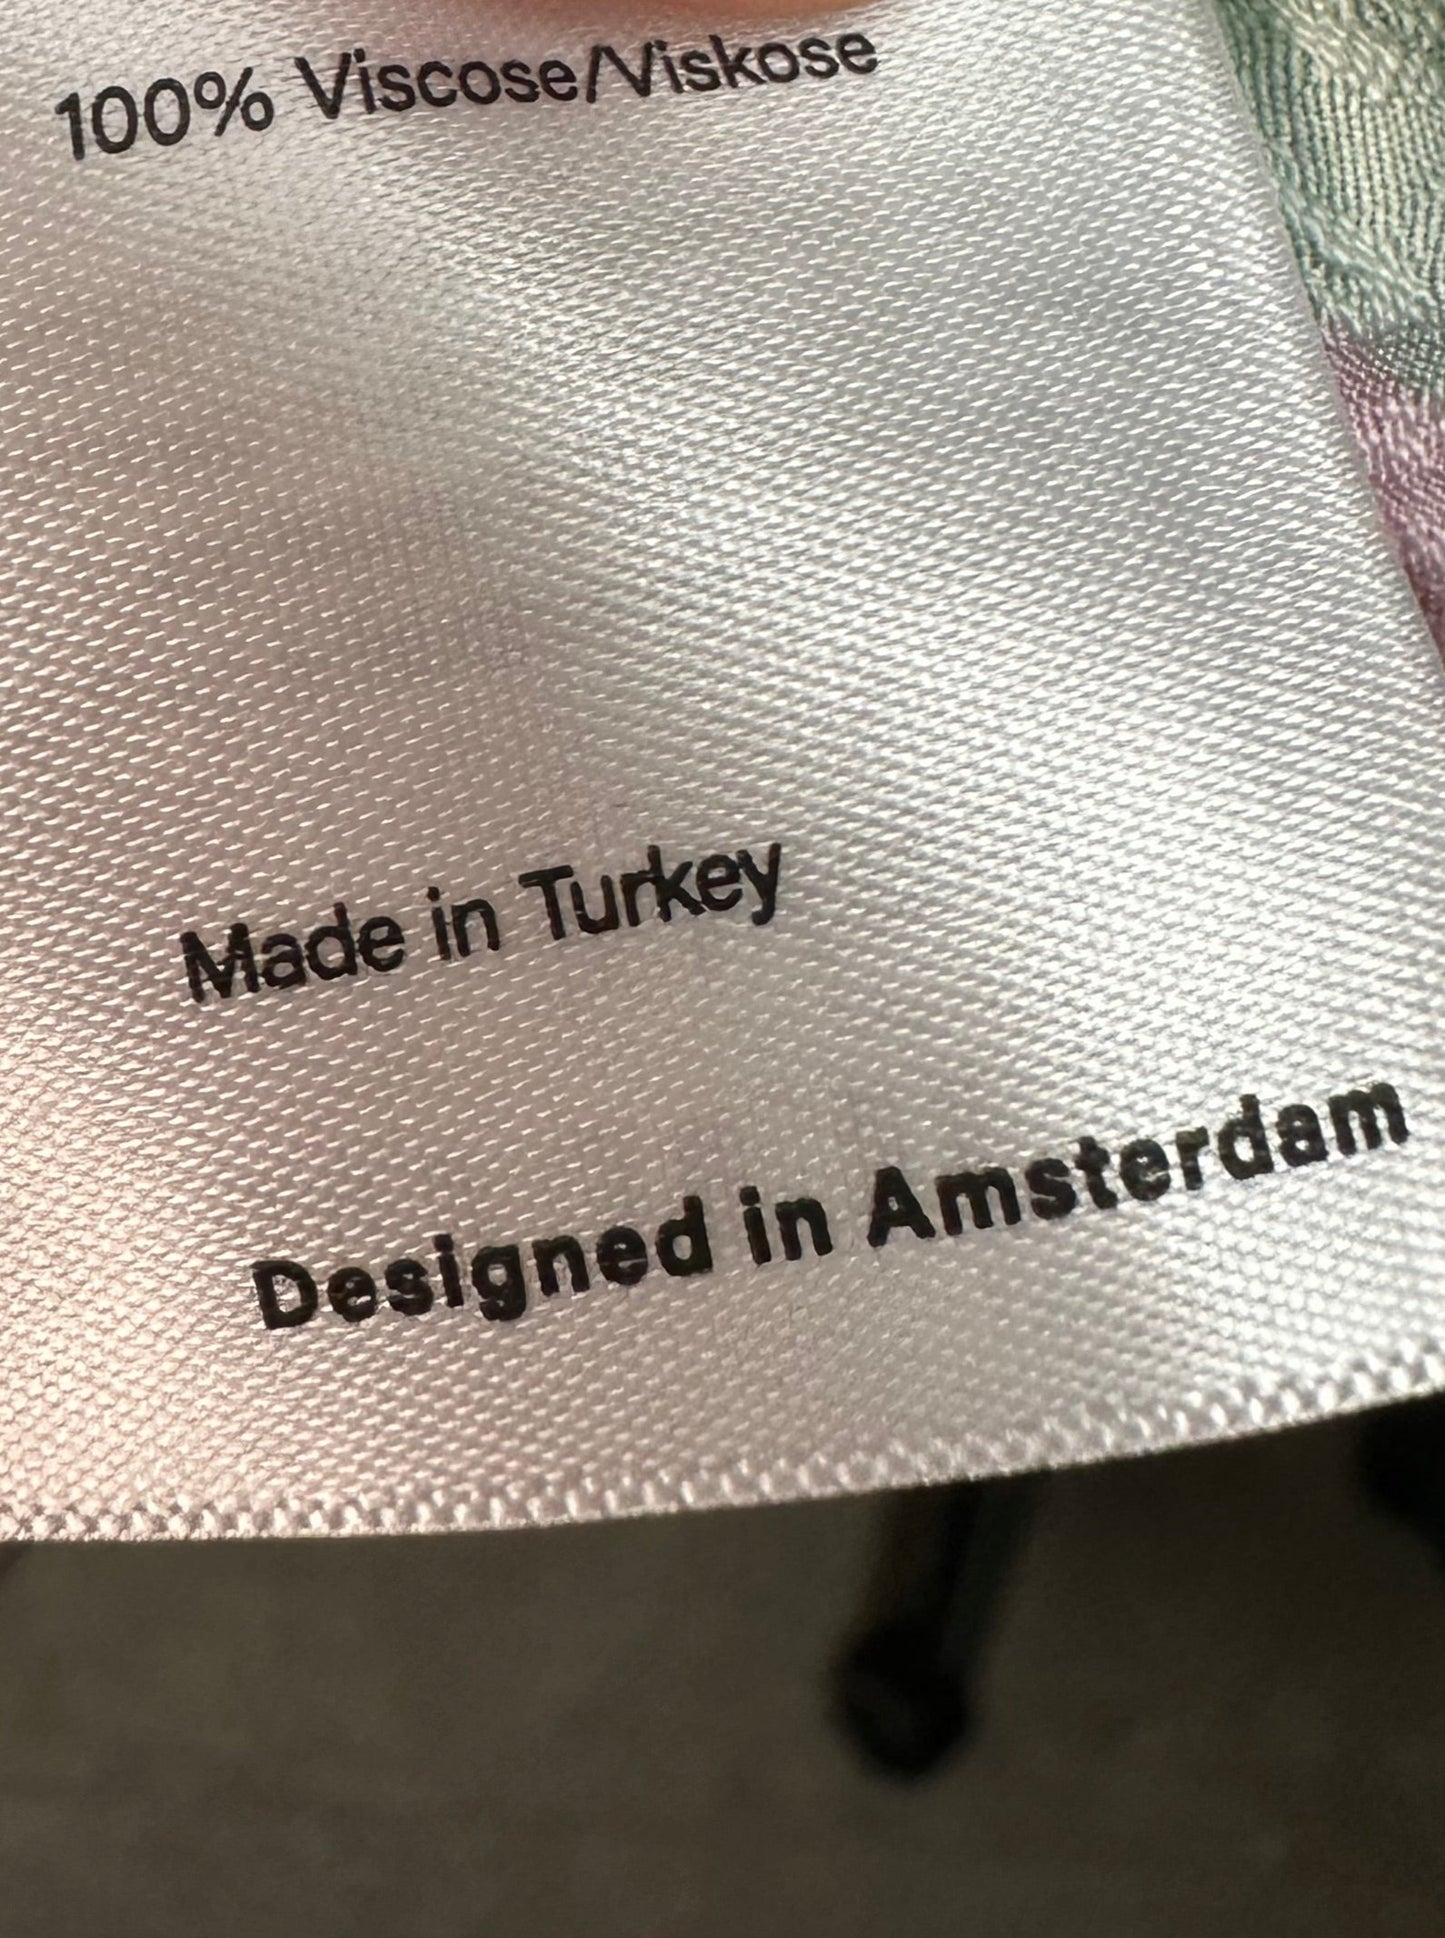 100% Viscose/Viskose
Made in Turkey
Designed in Amsterdam